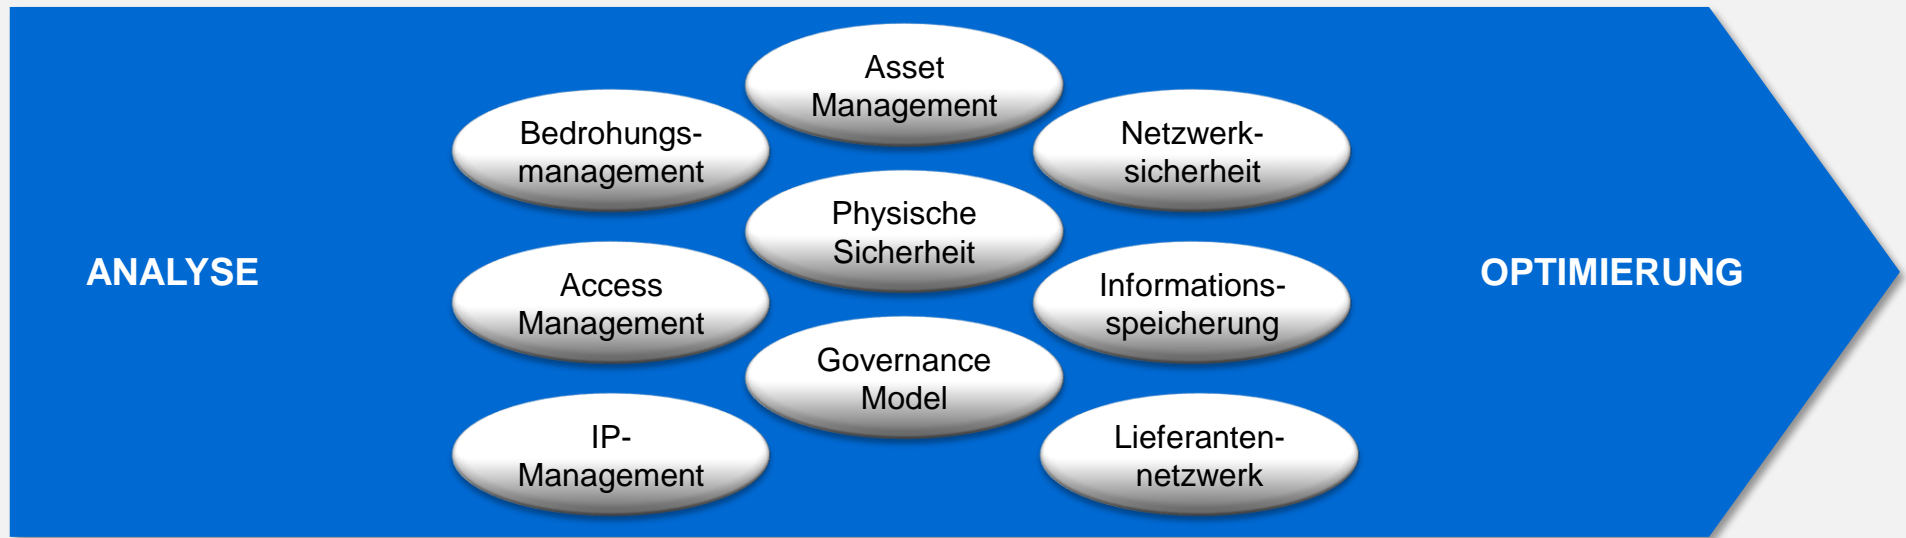 ANALYSE
Bedrohungs-
management
Access
Management
IP-
Management
Asset
Management
Physische
Sicherheit
Governance
Model
Netzwerk-
sicherheit
Informations-
speicherung
Lieferanten-
netzwerk
OPTIMIERUNG